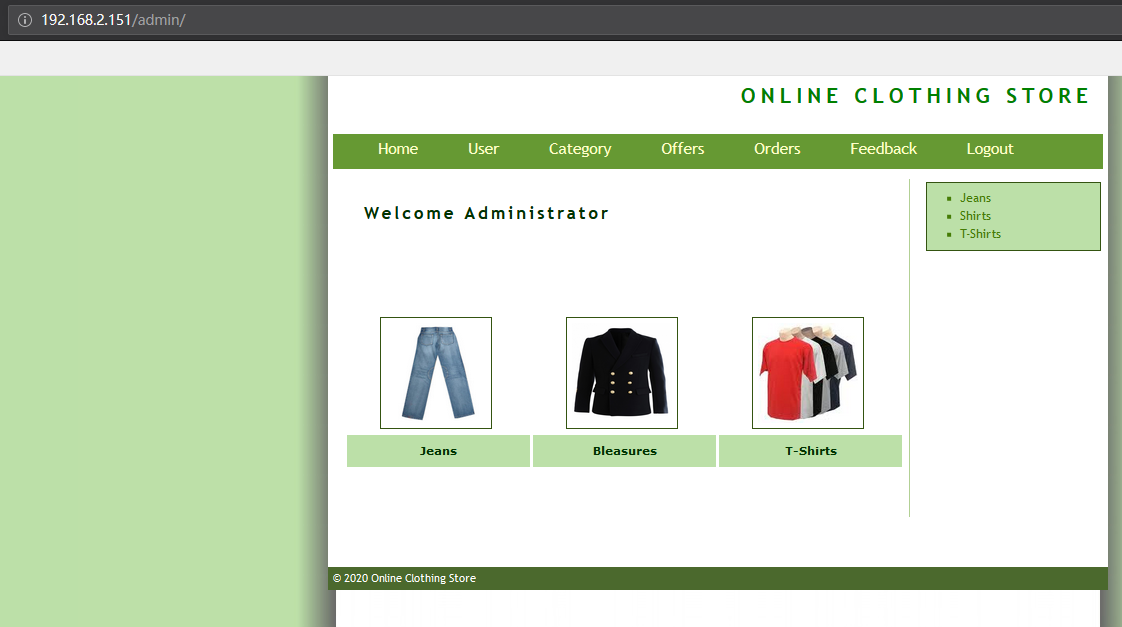 192.168.2.151/admin/
ONLINE CLOTHING STORE
Home User Category Offers Orders Feedback Logout
Welcome Administrator
Jeans
Shirts
T-Shirts
Jeans Bleasures T-Shirts
© 2020 Online Clothing Store